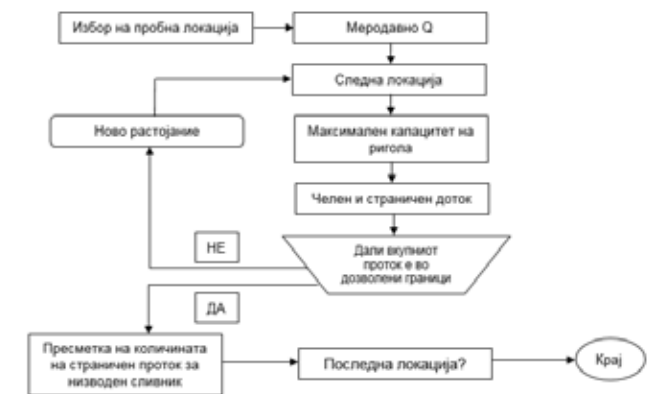 Избор на пробна локација
Меродавно Q
Следна локација
Ново растојание
Максимален капацитет на
ригола
Челен и страничен доток
НЕ
Дали вкупниот
проток е во
дозволени граници
ДА
Пресметка на количината
на страничен проток за
низводен сливник
Последна локација?
Крај